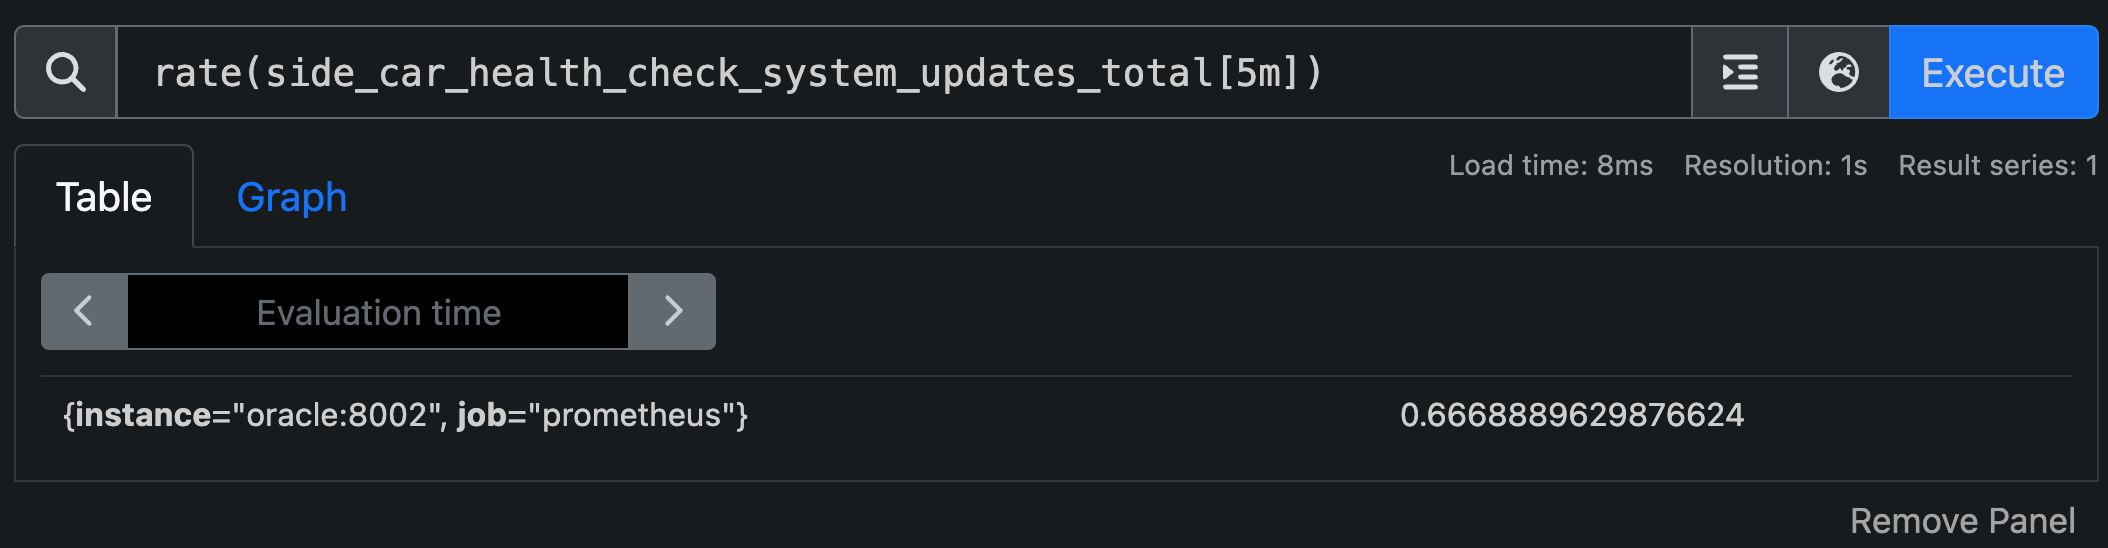 rate(side_car_health_check_system_updates_total[5m])
Execute
Table
Graph
Load time: 8ms Resolution: 1s Result series: 1
Evaluation time
{instance="oracle:8002", job="prometheus"} 0.6668889629876624
Remove Panel